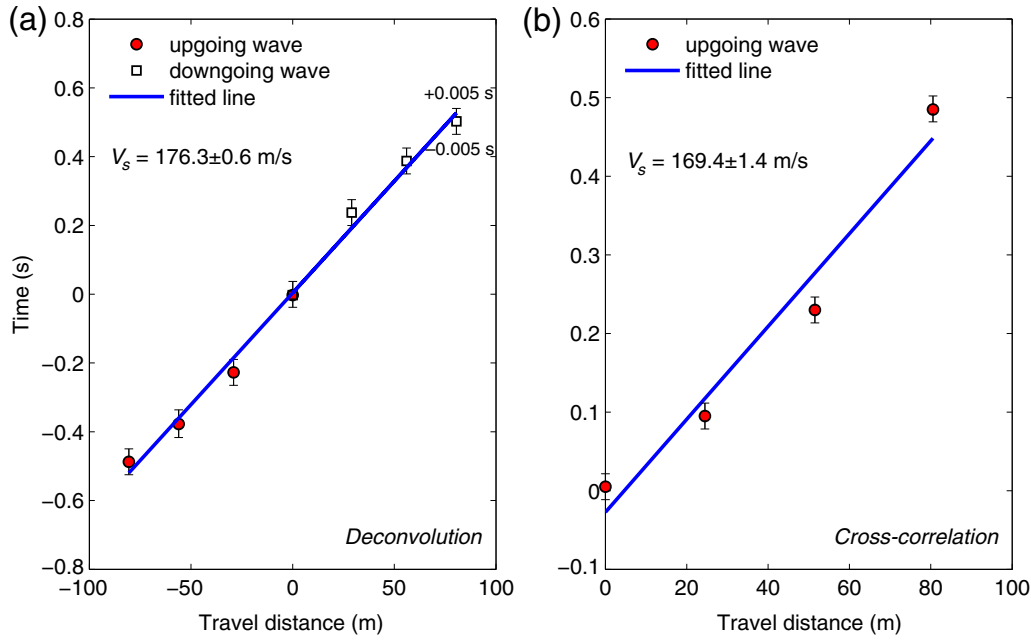 (a)
0.8
0.6
0.4
0.2
0
−0.2
−0.4
−0.6
−0.8
Time (s)
upgoing wave
downgoing wave
fitted line
+0.005 s
−0.005 s
Vs = 176.3±0.6 m/s
Deconvolution
−100
−50
0
50
100
Travel distance (m)
(b)
0.6
0.5
0.4
0.3
0.2
0.1
0
−0.1
upgoing wave
fitted line
Vs = 169.4±1.4 m/s
Cross-correlation
0
20
40
60
80
100
Travel distance (m)